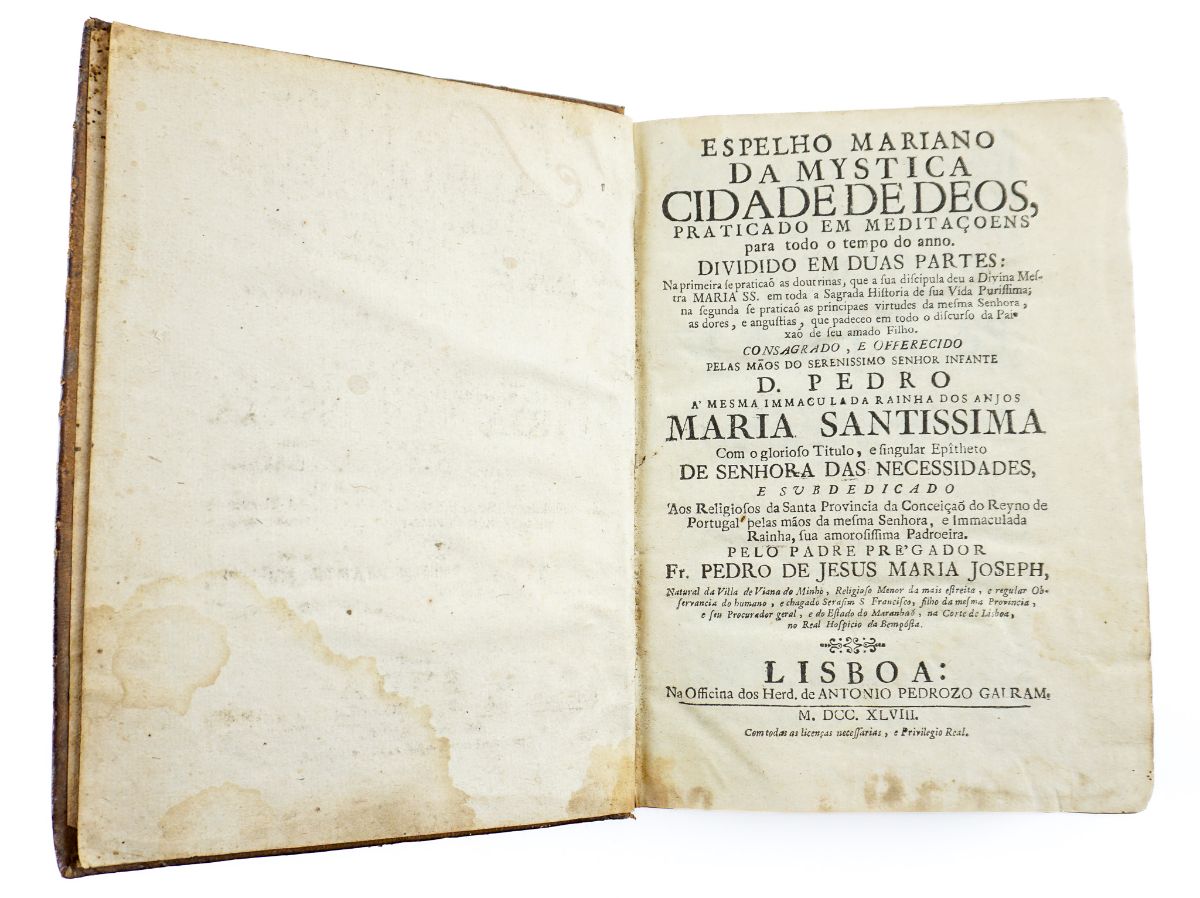 ESPELHO MARIANO
DA MYSTICA
CIDADE DE DEOS,
PRATICADO EM MEDITAÇOENS
para todo o tempo do anno.
DIVIDIDO EM DUAS PARTES:
Na primeira ſe praticaõ as doutrinas, que a ſua diſcipula deu a Divina Meſ-
tra MARIA SS. em toda a Sagrada Hiſtoria de ſua Vida Puriſſima;
na ſegunda ſe praticaõ as principaes virtudes da meſma Senhora,
as dores, e anguſtias, que padeceo em todo o diſcurſo da Pai-
xaõ de ſeu amado Filho.
CONSAGRADO, E OFFERECIDO
PELAS MÃOS DO SERENISSIMO SENHOR INFANTE
D. PEDRO
A' MESMA IMMACULADA RAINHA DOS ANJOS
MARIA SANTISSIMA
Com o glorioſo Titulo, e ſingular Epîtheto
DE SENHORA DAS NECESSIDADES,
E SUBDEDICADO
Aos Religioſos da Santa Provincia da Conceiçaõ do Reyno de
Portugal pelas mãos da meſma Senhora, e Immaculada
Rainha, ſua amoroſiſſima Padroeira.
PELO PADRE PRE'GADOR
Fr. PEDRO DE JESUS MARIA JOSEPH,
Natural da Villa de Viana do Minho, Religioſo Menor da mais eſtreita, e regular Ob-
ſervancia do humano, e chagado Serafim S. Franciſco, filho da meſma Provincia,
e ſeu Procurador geral, e do Eſtado do Maranhaõ, na Corte de Lisboa,
no Real Hoſpicio da Bempóſta.
LISBOA:
Na Officina dos Herd. de ANTONIO PEDROZO GALRAM.
M. DCC. XLVIII.
Com todas as licenças neceſſarias, e Privilegio Real.